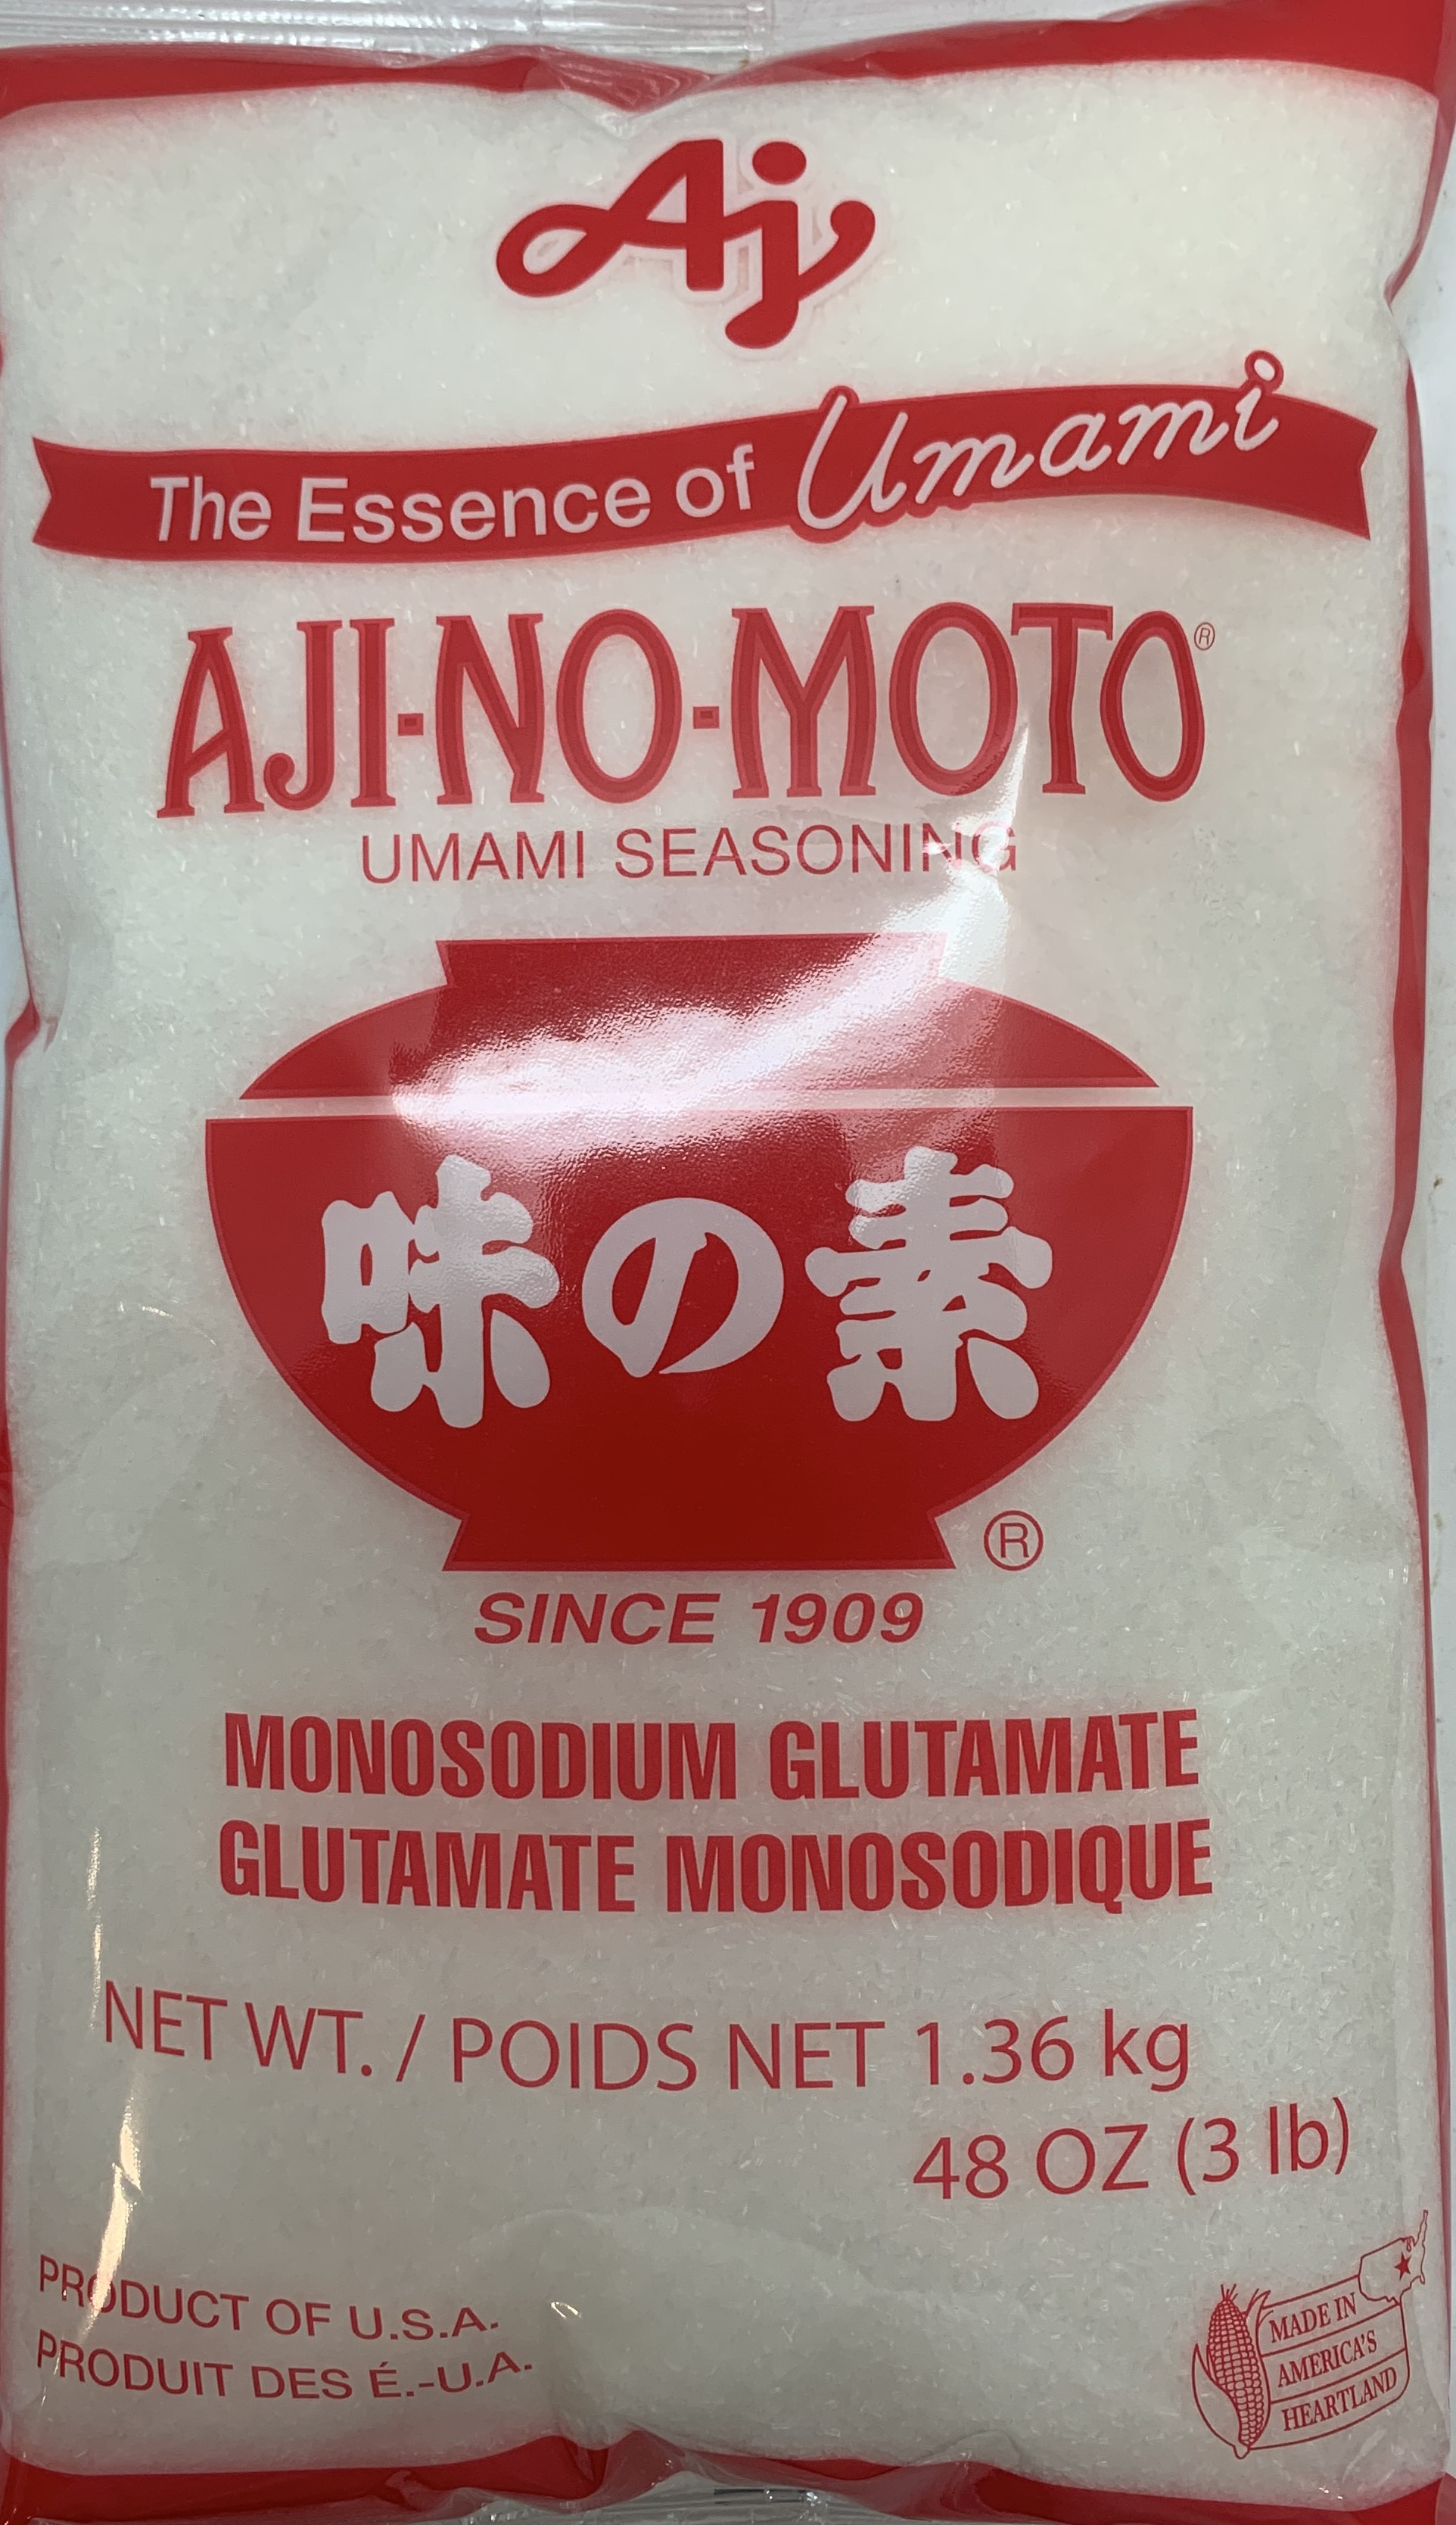 Aj
The Essence of Umami
AJI-NO-MOTO®
UMAMI SEASONING
味の素
®
SINCE 1909
MONOSODIUM GLUTAMATE
GLUTAMATE MONOSODIQUE
NET WT. / POIDS NET 1.36 kg
48 OZ (3 lb)
PRODUCT OF U.S.A.
PRODUIT DES É.-U.A.
MADE IN
AMERICA'S
HEARTLAND